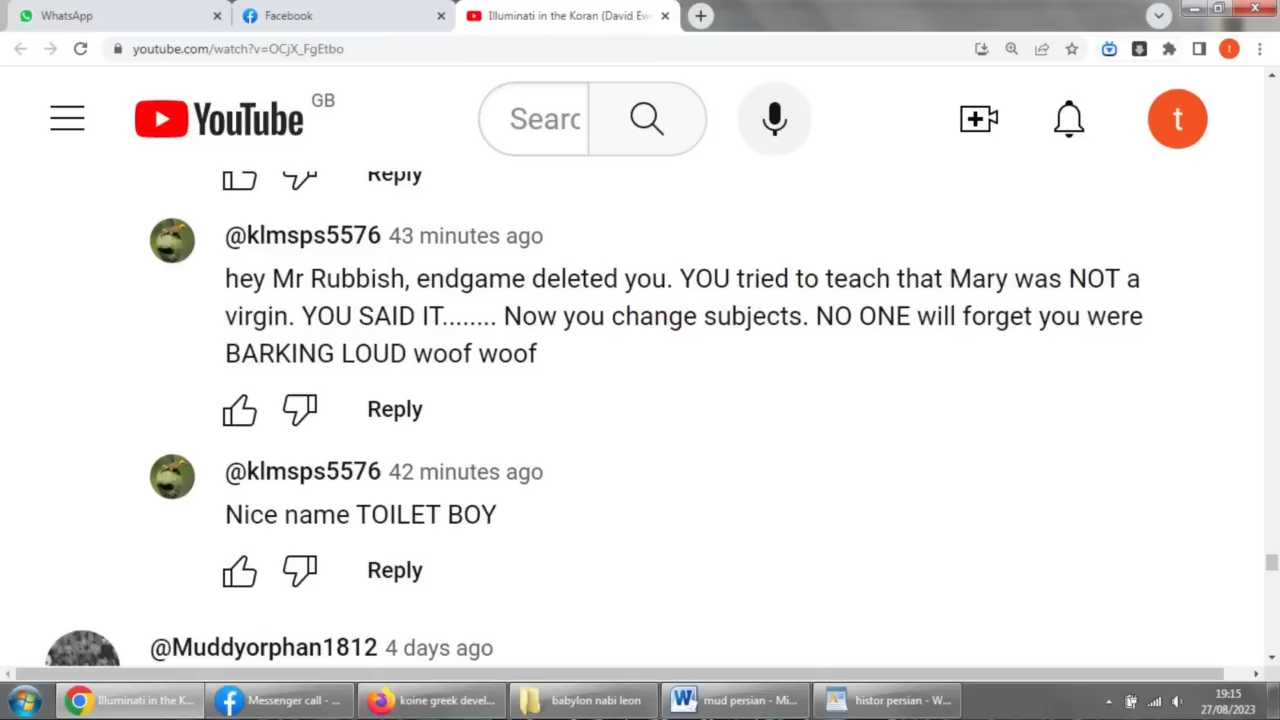 WhatsApp
Facebook
Illuminati in the Koran (David Ew
youtube.com/watch?v=OCjX_FgEtbo
YouTube GB
Searc
t
Reply
@klmsps5576 43 minutes ago
hey Mr Rubbish, endgame deleted you. YOU tried to teach that Mary was NOT a
virgin. YOU SAID IT........ Now you change subjects. NO ONE will forget you were
BARKING LOUD woof woof
Reply
@klmsps5576 42 minutes ago
Nice name TOILET BOY
Reply
@Muddyorphan1812 4 days ago
Illuminati in the K...
Messenger call - ...
koine greek devel...
babylon nabi leon
mud persian - Mi...
histor persian - W...
19:15
27/08/2023